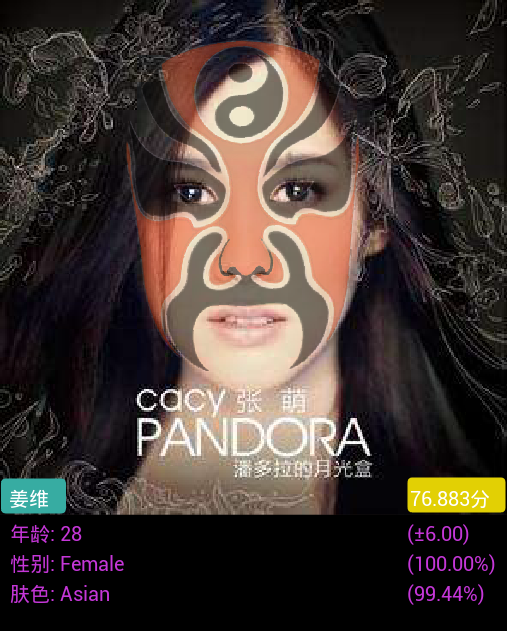 cacy 张 萌
PANDORA
潘多拉的月光盒
姜维 76.883分
年龄: 28 (±6.00)
性别: Female (100.00%)
肤色: Asian (99.44%)